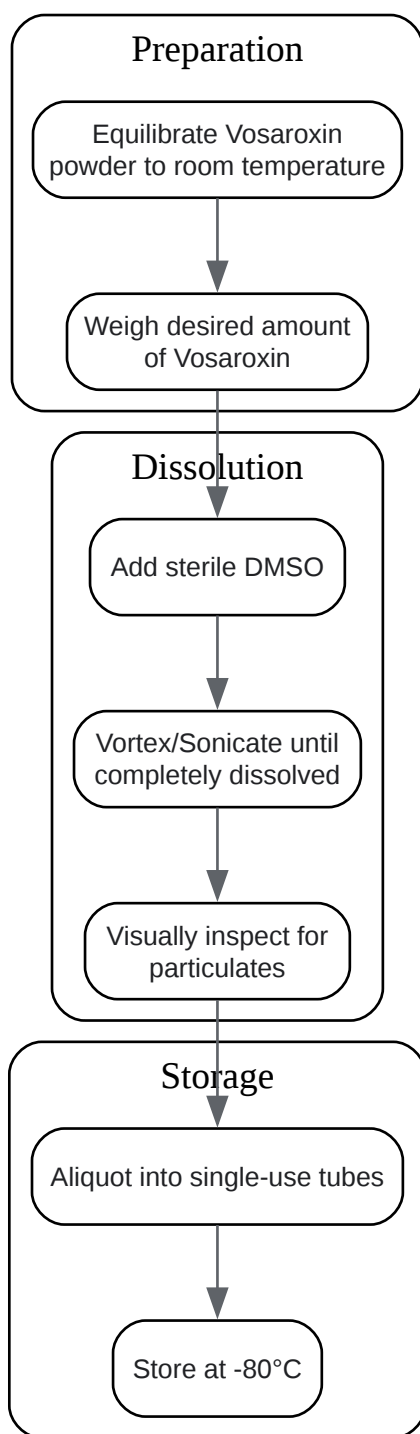 Preparation
Equilibrate Vosaroxin
powder to room temperature
Weigh desired amount
of Vosaroxin
Dissolution
Add sterile DMSO
Vortex/Sonicate until
completely dissolved
Visually inspect for
particulates
Storage
Aliquot into single-use tubes
Store at -80°C